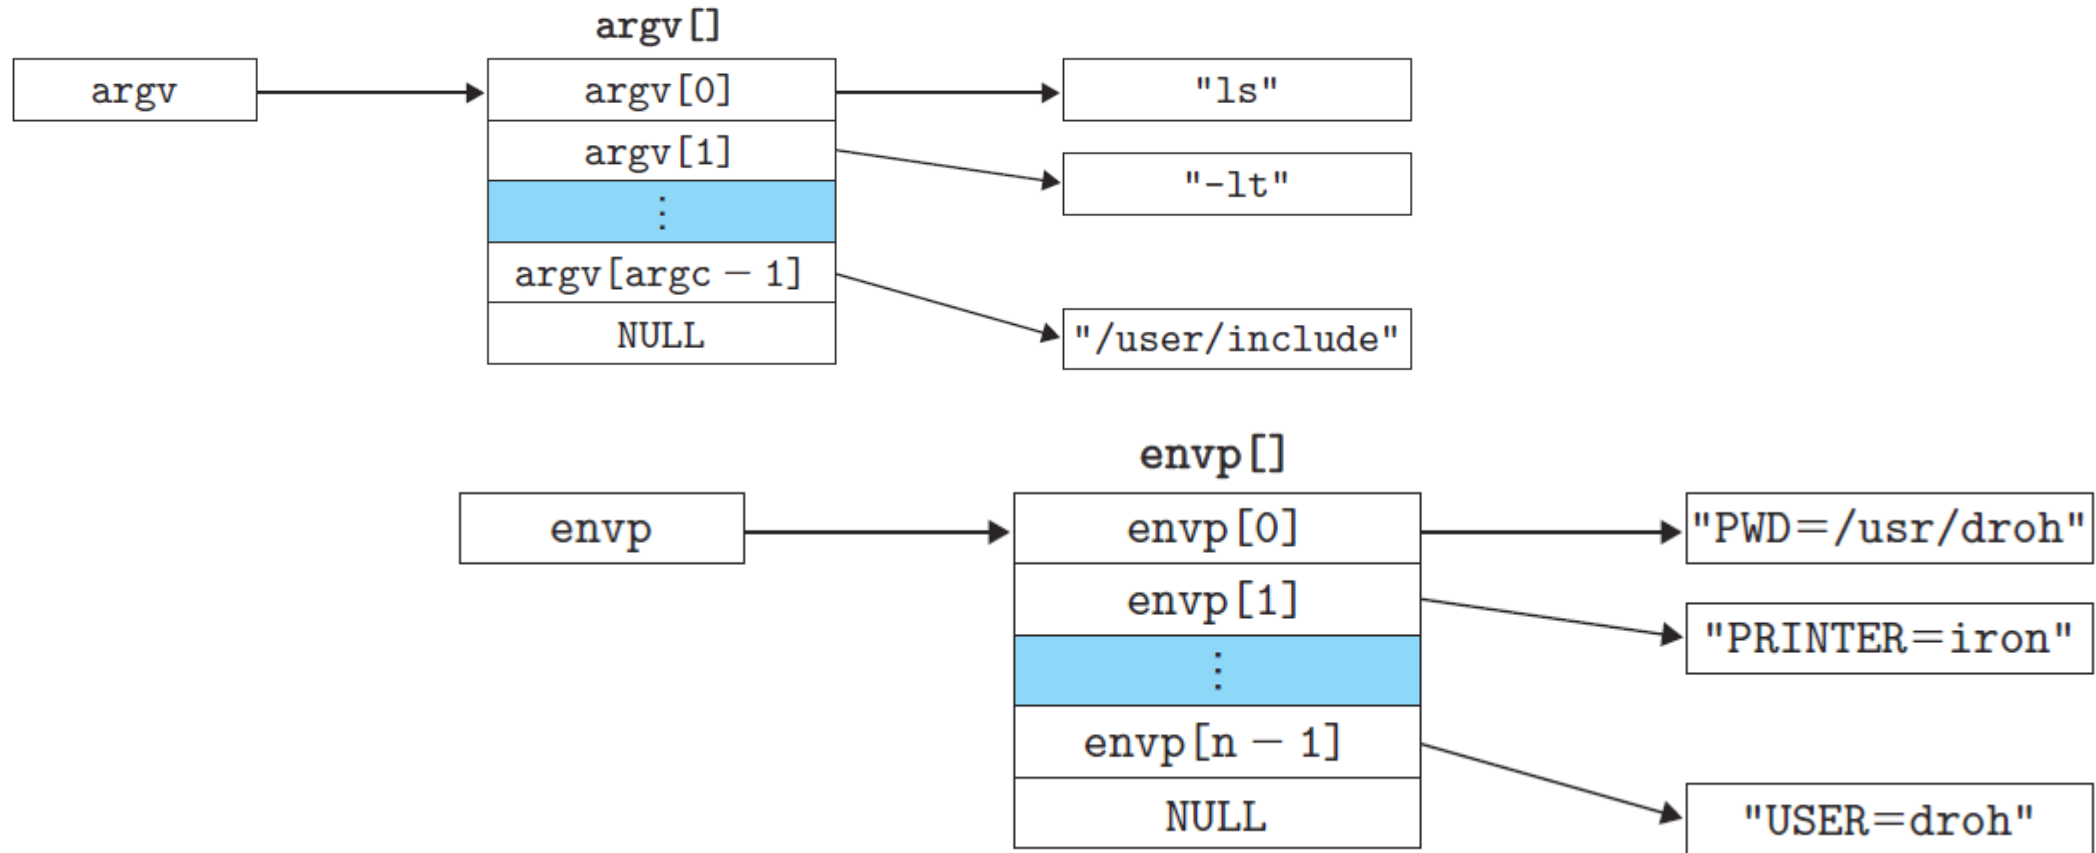 argv[]
argv
argv[0]
"ls"
argv[1]
"-lt"
⋮
argv[argc − 1]
NULL
"/user/include"
envp[]
envp
envp[0]
"PWD=/usr/droh"
envp[1]
"PRINTER=iron"
⋮
envp[n − 1]
NULL
"USER=droh"